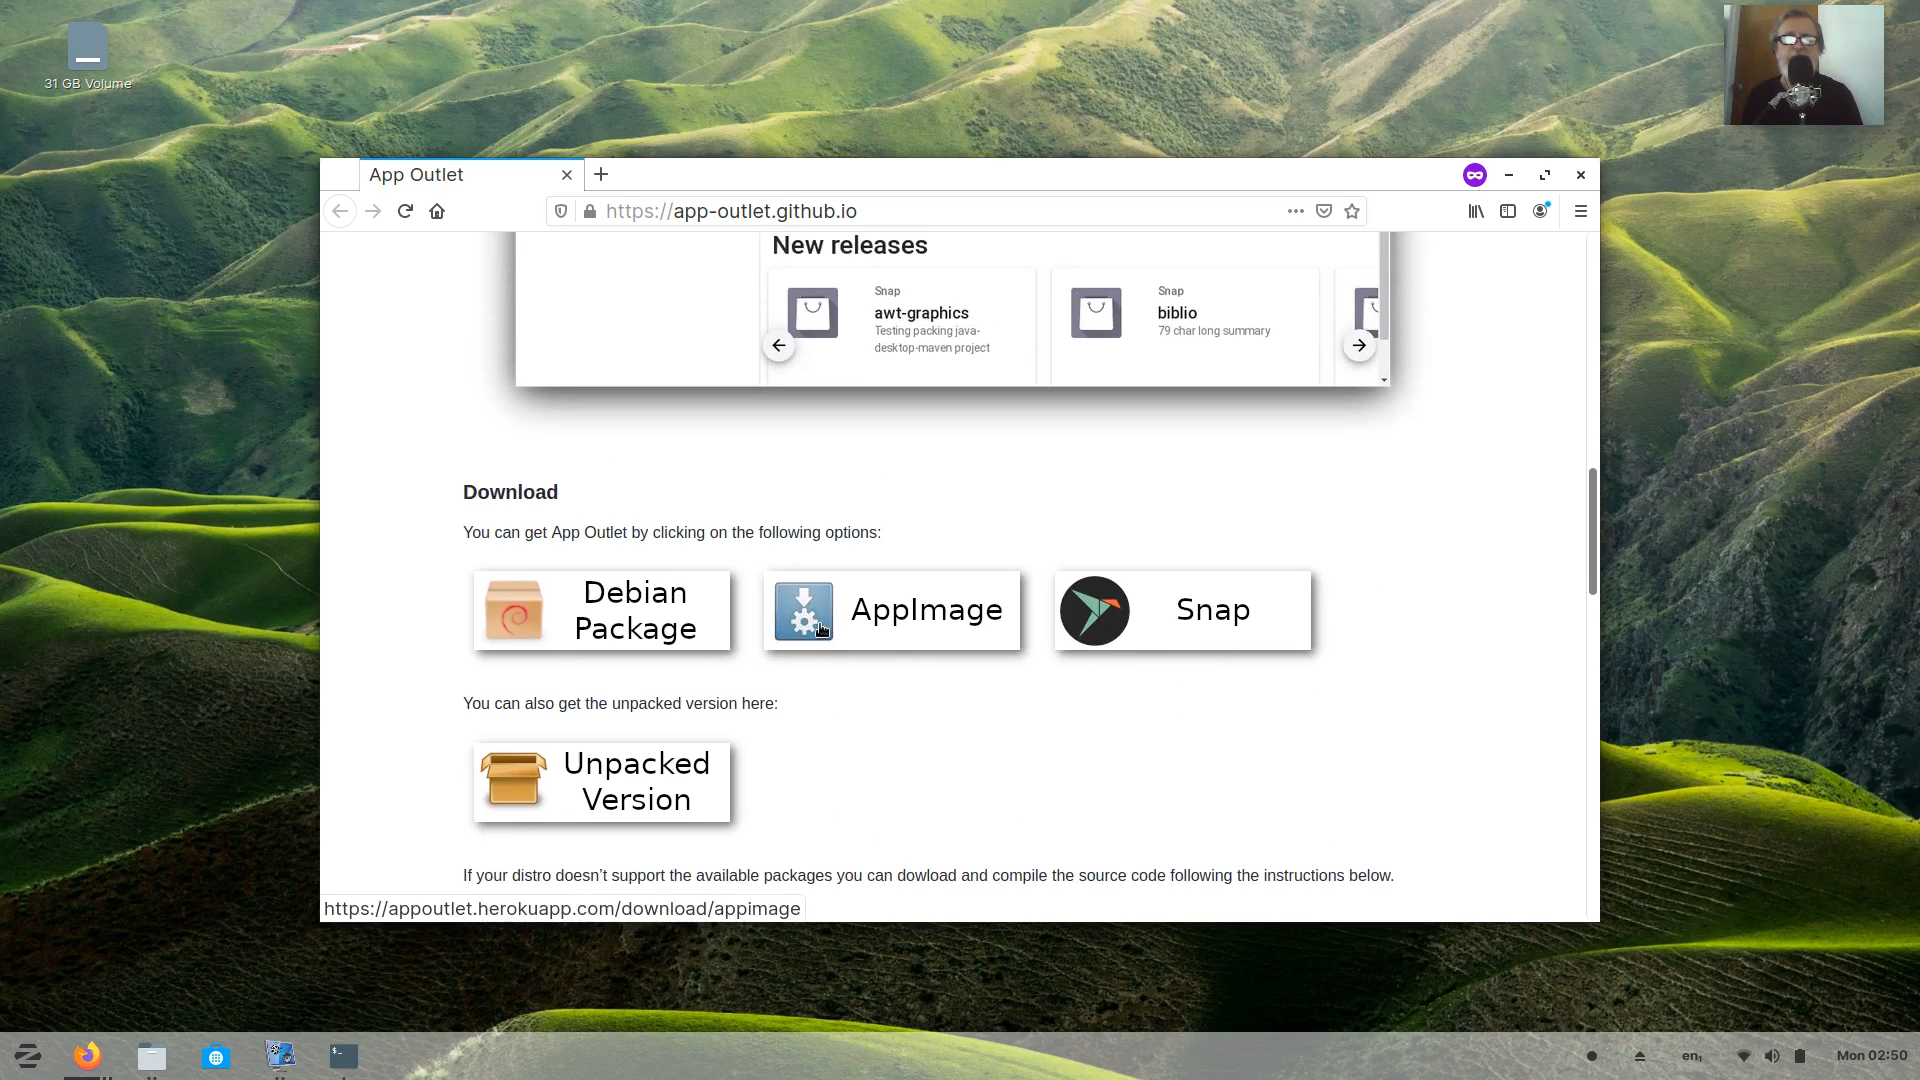 31 GB Volume
App Outlet
https://app-outlet.github.io
New releases
Snap
awt-graphics
Testing packing java-
desktop-maven project
Snap
biblio
79 char long summary
Download
You can get App Outlet by clicking on the following options:
Debian
Package
AppImage
Snap
You can also get the unpacked version here:
Unpacked
Version
If your distro doesn’t support the available packages you can dowload and compile the source code following the instructions below.
https://appoutlet.herokuapp.com/download/appimage
en₁
Mon 02:50